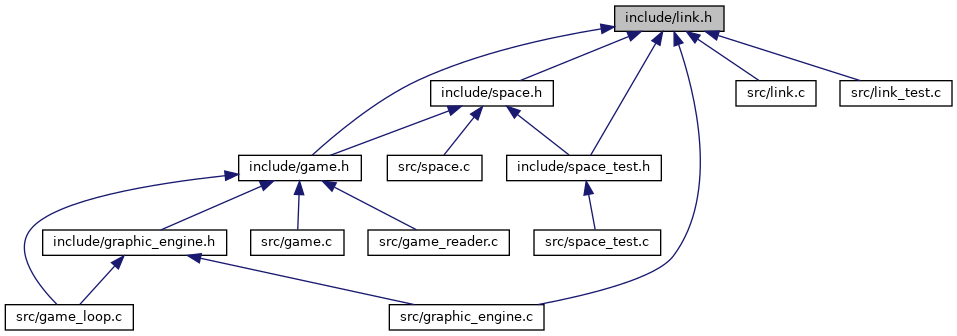 include/link.h
include/space.h
src/link.c
src/link_test.c
include/game.h
src/space.c
include/space_test.h
include/graphic_engine.h
src/game.c
src/game_reader.c
src/space_test.c
src/game_loop.c
src/graphic_engine.c